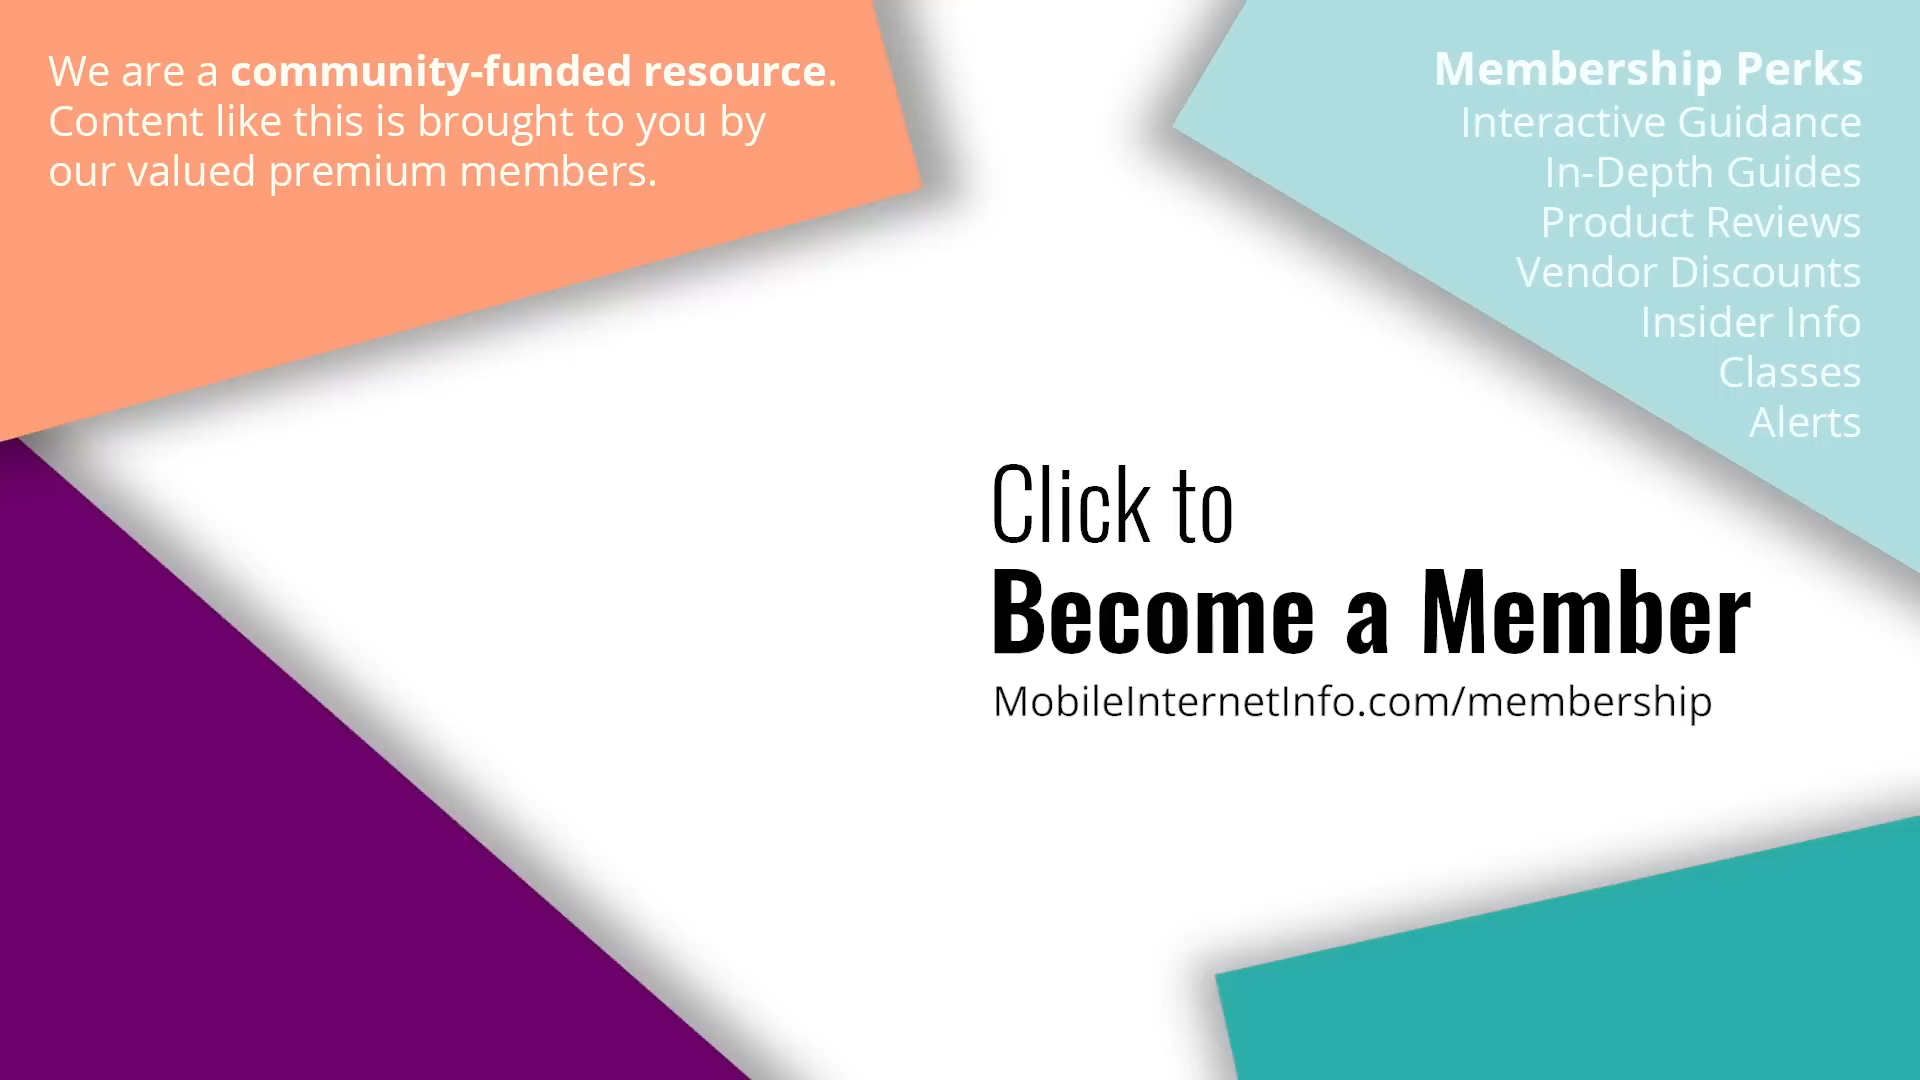 We are a community-funded resource.
Content like this is brought to you by
our valued premium members.
Membership Perks
Interactive Guidance
In-Depth Guides
Product Reviews
Vendor Discounts
Insider Info
Classes
Alerts
Click to
Become a Member
MobileInternetInfo.com/membership